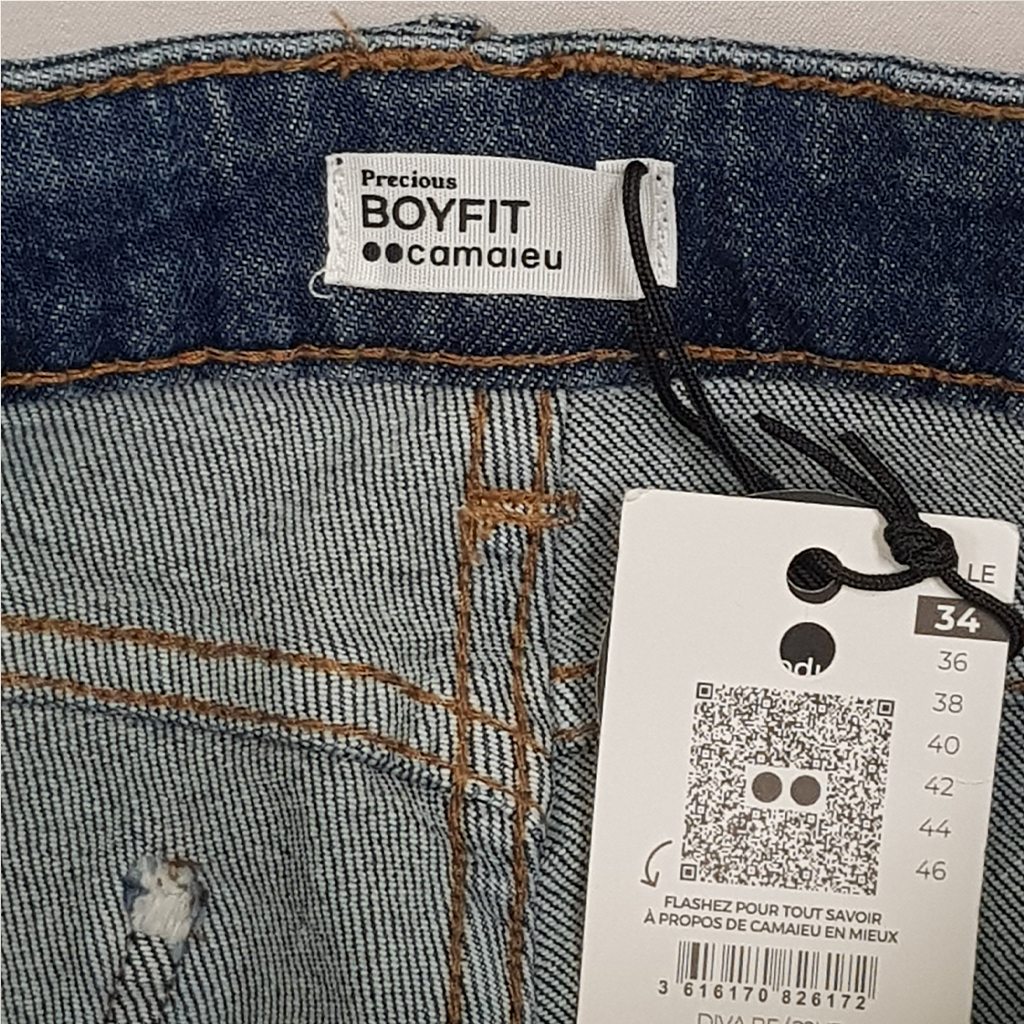 Precious
BOYFIT
camaieu
LE
34
36
38
40
42
44
46
FLASHEZ POUR TOUT SAVOIR
À PROPOS DE CAMAIEU EN MIEUX
3 616170 826172